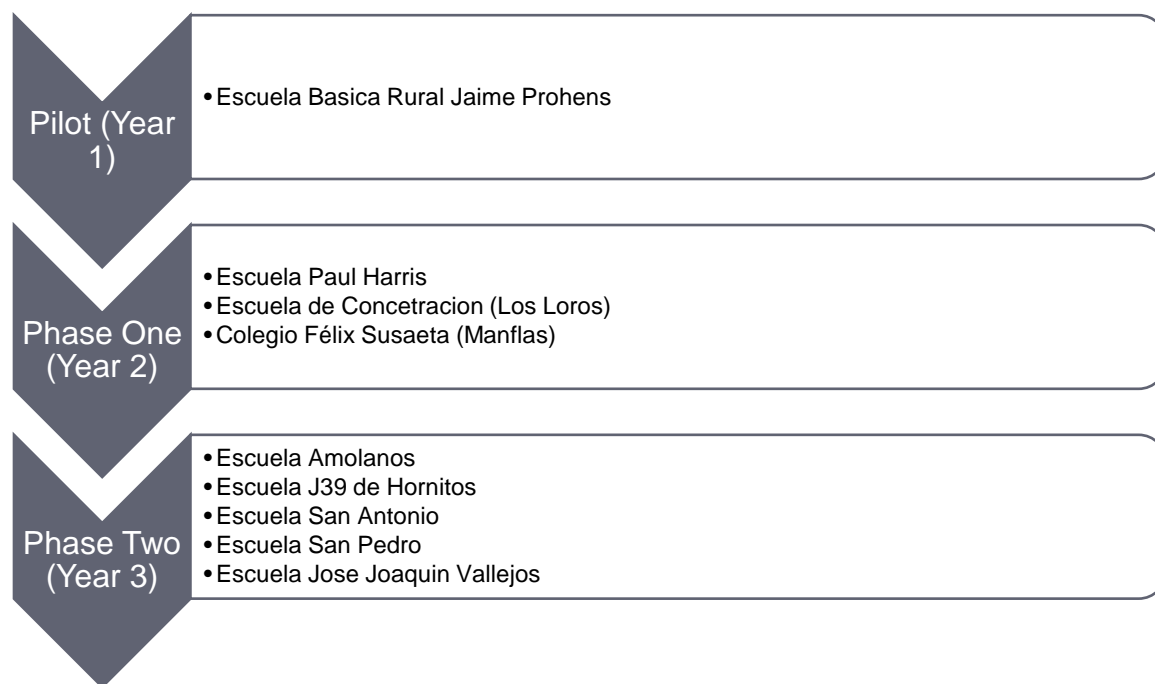 Pilot (Year
1)
• Escuela Basica Rural Jaime Prohens
Phase One
(Year 2)
• Escuela Paul Harris
• Escuela de Concetracion (Los Loros)
• Colegio Félix Susaeta (Manflas)
Phase Two
(Year 3)
• Escuela Amolanos
• Escuela J39 de Hornitos
• Escuela San Antonio
• Escuela San Pedro
• Escuela Jose Joaquin Vallejos